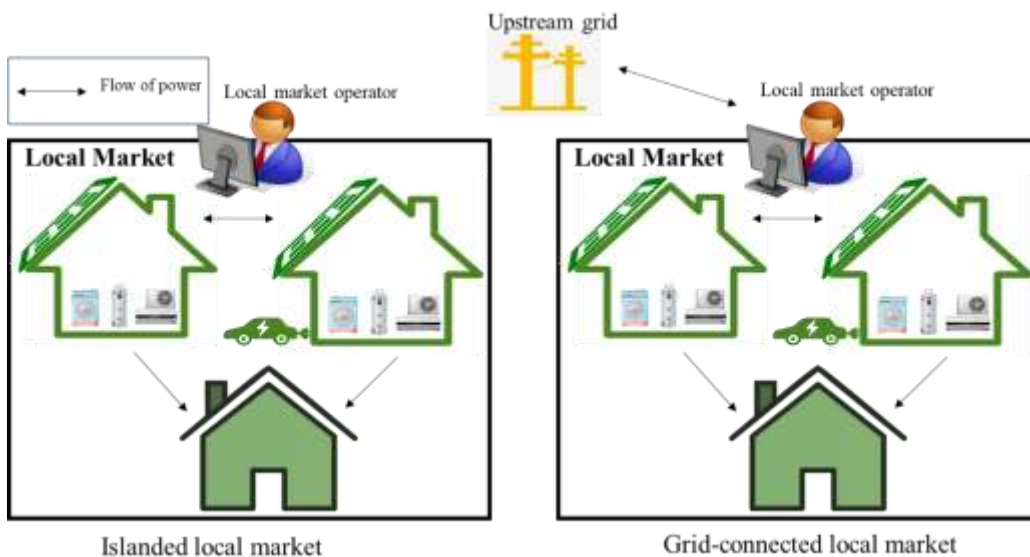 Upstream grid
Flow of power
Local market operator
Local market operator
Local Market
Local Market
Islanded local market
Grid-connected local market